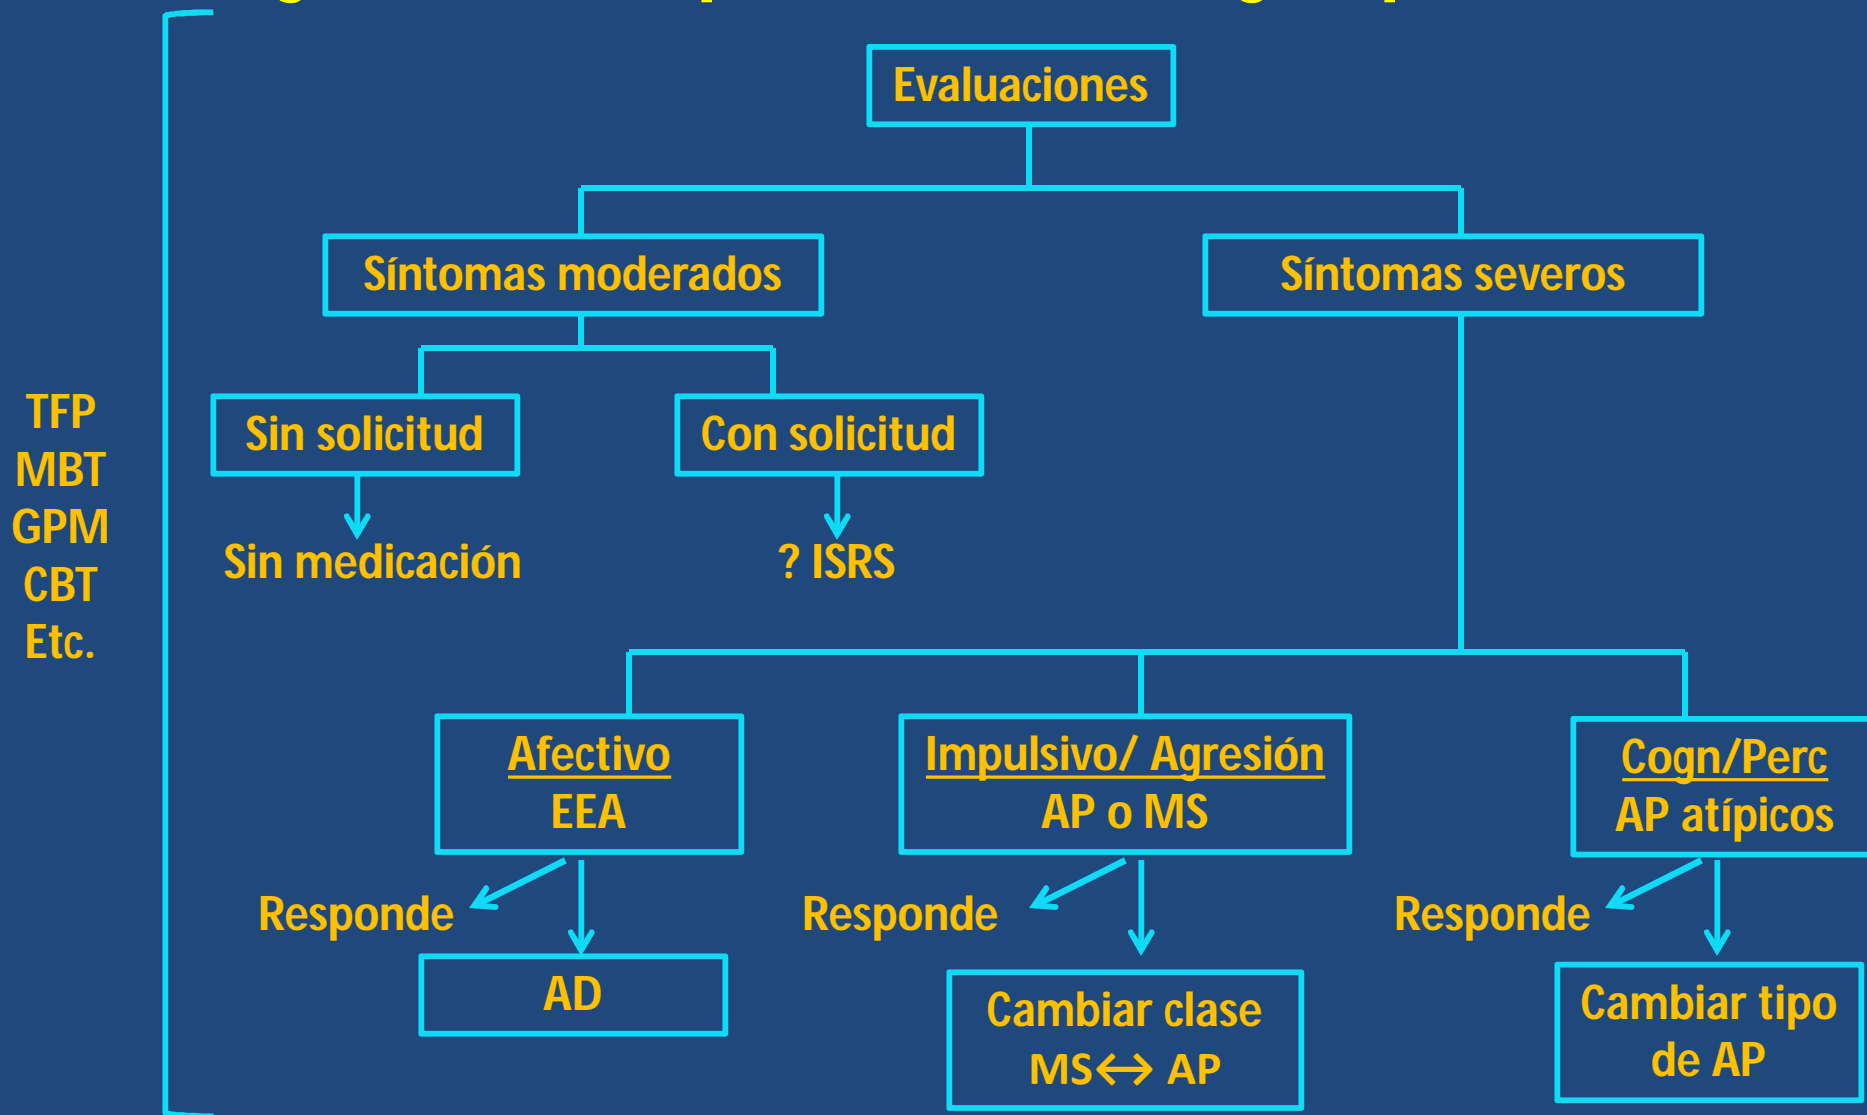 Evaluaciones
Síntomas moderados
Síntomas severos
TFP
MBT
GPM
CBT
Etc.
Sin solicitud
Con solicitud
Sin medicación
? ISRS
Afectivo
EEA
Impulsivo/ Agresión
AP o MS
Cogn/Perc
AP atípicos
Responde
Responde
Responde
AD
Cambiar clase
MS↔ AP
Cambiar tipo
de AP